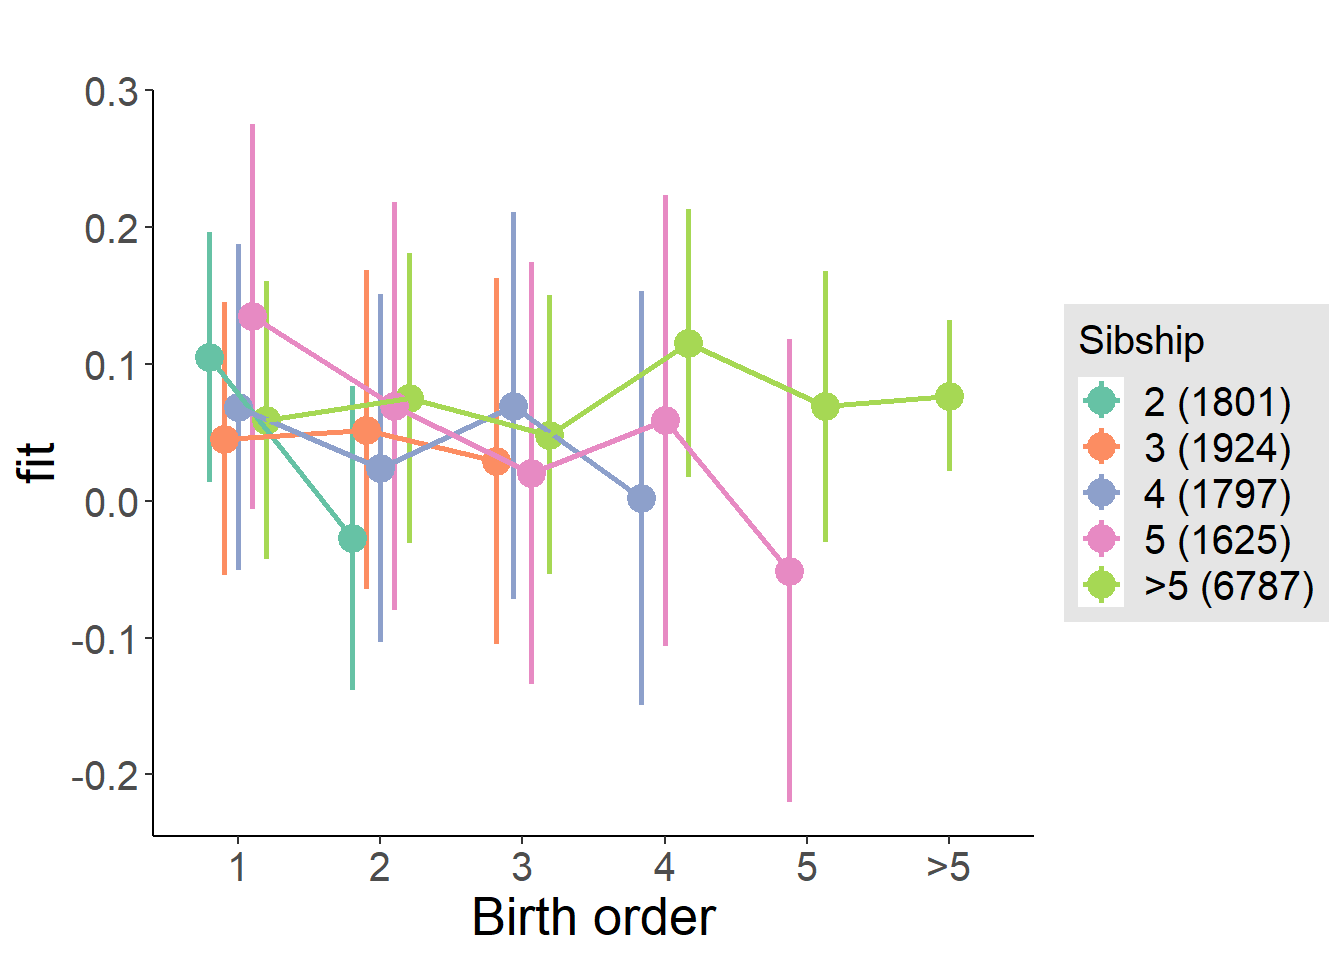 0.3
0.2
0.1
0.0
-0.1
-0.2
fit
1 2 3 4 5 >5
Birth order
Sibship
2 (1801)
3 (1924)
4 (1797)
5 (1625)
>5 (6787)